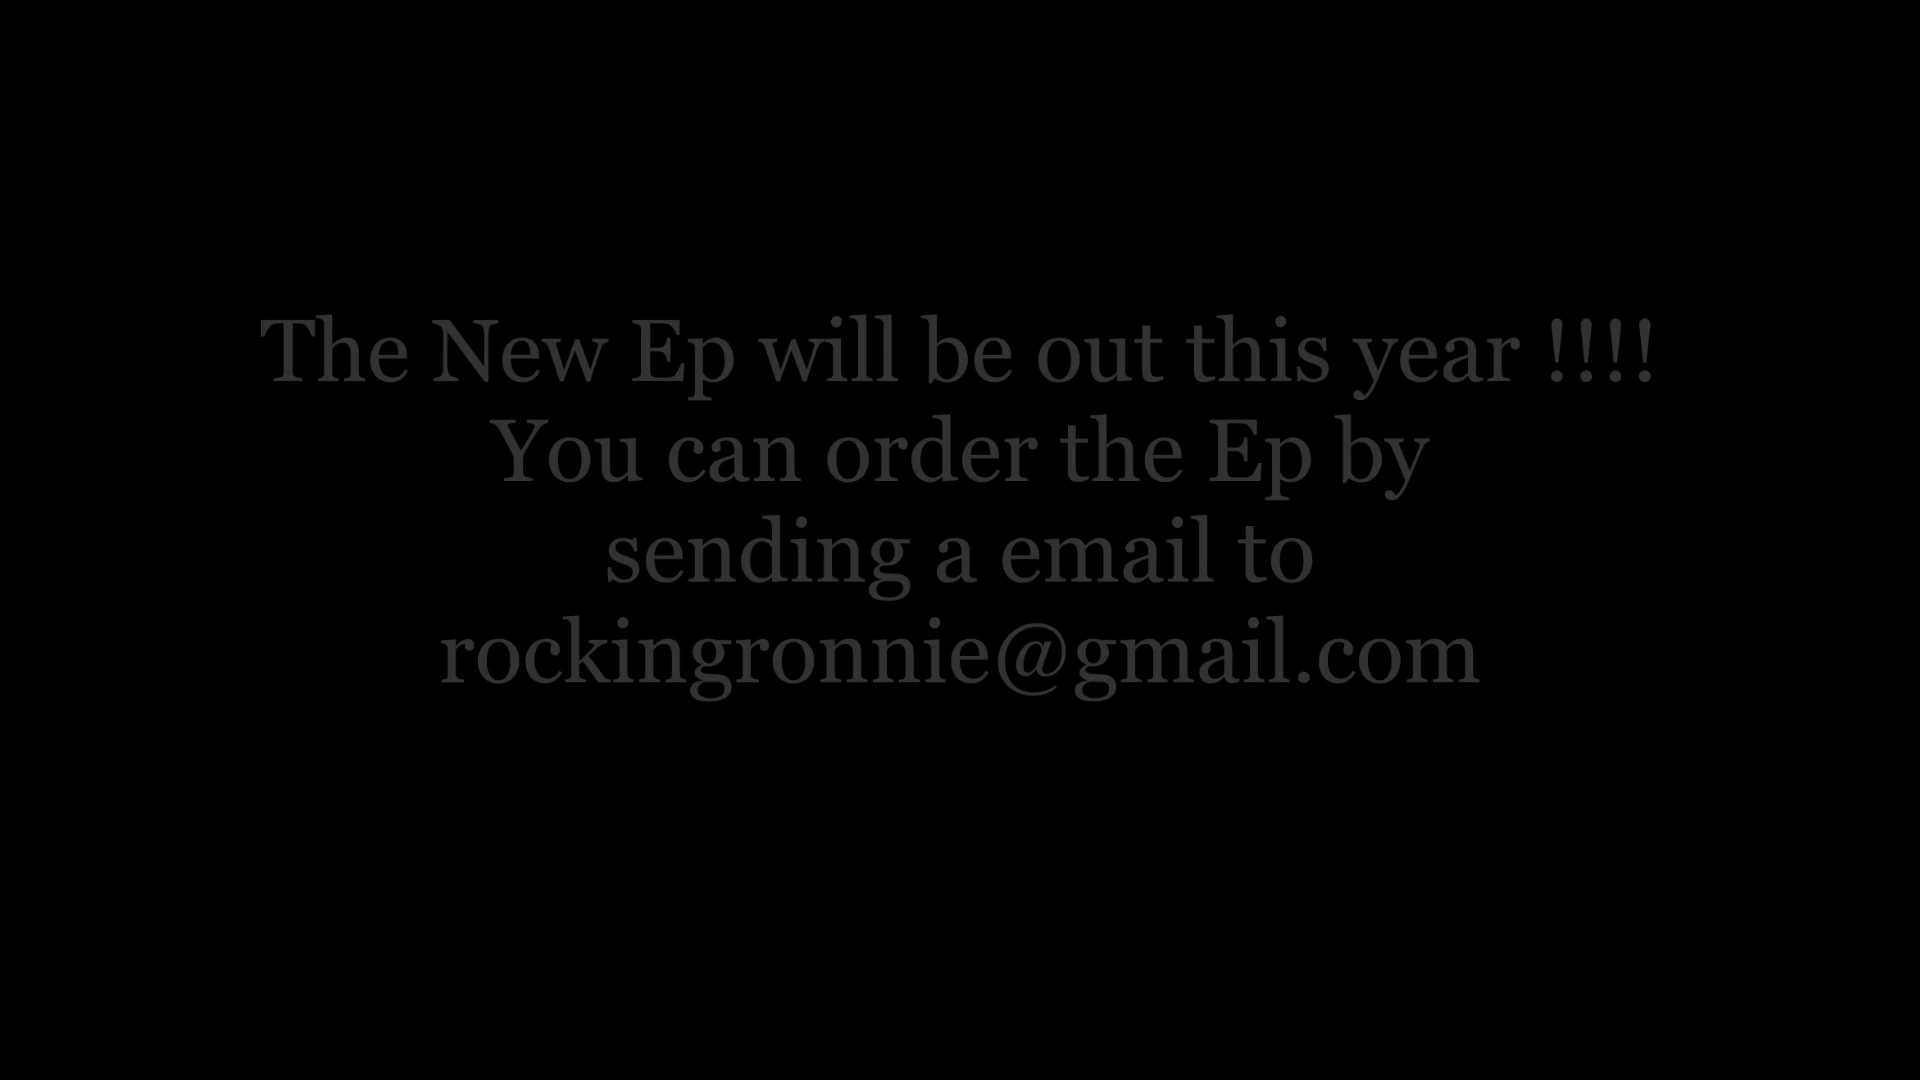 The New Ep will be out this year !!!!
You can order the Ep by
sending a email to
rockingronnie@gmail.com